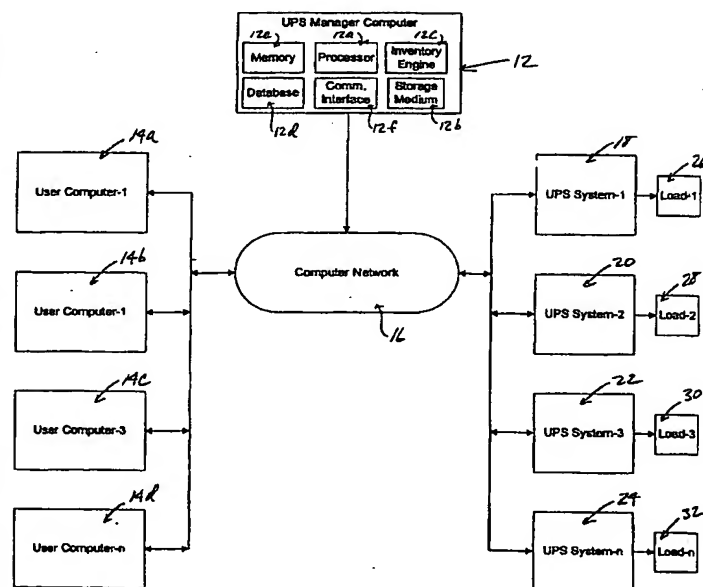 UPS Manager Computer
12e 12a 12c
Memory Processor Inventory Engine
12
Database Comm. Interface Storage Medium
12d 12f 12b
14a
User Computer-1
14b
User Computer-1
14c
User Computer-3
14d
User Computer-n
Computer Network
16
18
UPS System-1
26
Load-1
20
UPS System-2
28
Load-2
22
UPS System-3
30
Load-3
24
UPS System-n
32
Load-n